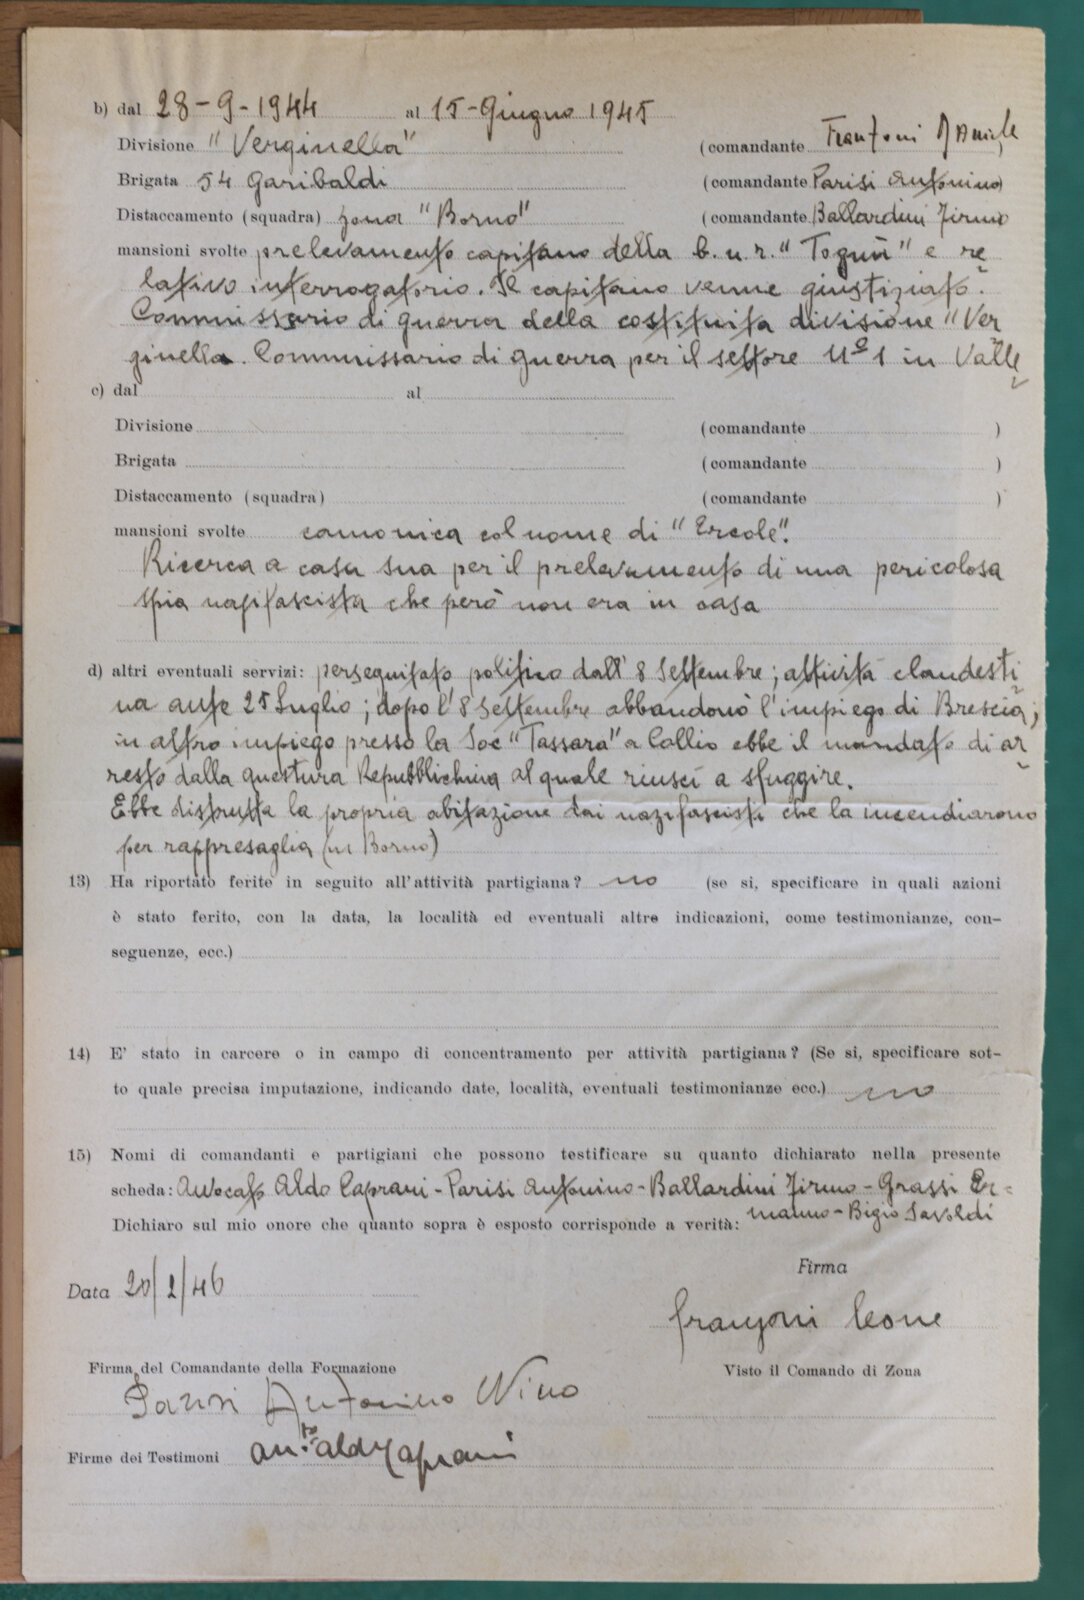 b) dal 28-9-1944 al 15-Giugno 1945
Divisione "Verginella" (comandante
Brigata 54 Garibaldi (comandante Parisi Antonino)
Distaccamento (squadra) zona "Borno" (comandante Ballardini Firmo
mansioni svolte prelevamento capitano della b. u. r. "Togni" e re
lativo interrogatorio. Il capitano venne giustiziato.
Commissario di guerra della costituita divisione "Ver
ginella. Commissario di guerra per il settore Nº 1 in Valle
c) dal al
Divisione (comandante )
Brigata (comandante )
Distaccamento (squadra) (comandante )
mansioni svolte camonica col nome di "Ercole".
Ricerca a casa sua per il prelevamento di una pericolosa
spia nazifascista che però non era in casa
d) altri eventuali servizi: perseguitato politico dall'8 Settembre; attività clandesti
na ante 25 Luglio; dopo l'8 Settembre abbandonò l'impiego di Brescia;
in altro impiego presso la Soc "Tassara" a Collio ebbe il mandato di ar
resto dalla questura Repubblichina al quale riuscì a sfuggire.
Ebbe distrutta la propria abitazione dai nazifascisti che la incendiarono
per rappresaglia (in Borno)
13) Ha riportato ferite in seguito all'attività partigiana? no (se si, specificare in quali azioni
è stato ferito, con la data, la località ed eventuali altre indicazioni, come testimonianze, con-
seguenze, ecc.)
14) E' stato in carcere o in campo di concentramento per attività partigiana? (Se si, specificare sot-
to quale precisa imputazione, indicando date, località, eventuali testimonianze ecc.) no
15) Nomi di comandanti e partigiani che possono testificare su quanto dichiarato nella presente
scheda: Avvocato Aldo Caprani - Parisi Antonino - Ballardini Firmo - Grassi Er=
manno - Bigio Savoldi
Dichiaro sul mio onore che quanto sopra è esposto corrisponde a verità:
Firma
Data 20/2/46
Franzoni Leone
Firma del Comandante della Formazione Visto il Comando di Zona
Parisi Antonino Nino
Firme dei Testimoni Aldo Caprani